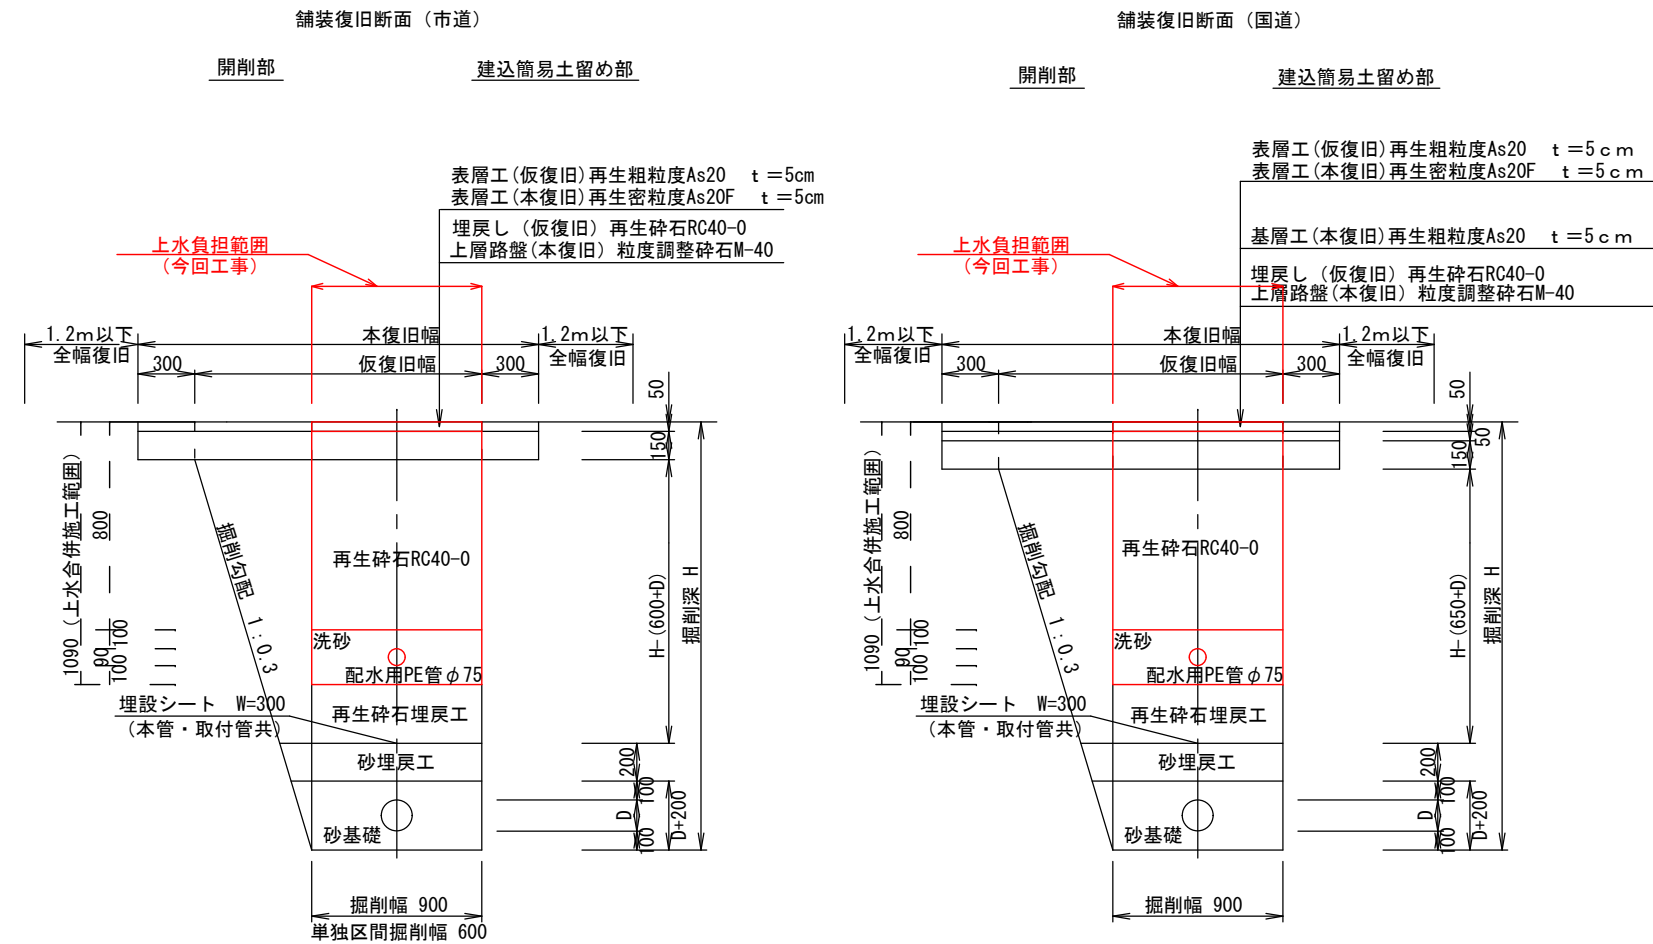 舗装復旧断面（市道）
開削部
建込簡易土留め部
表層工(仮復旧)再生粗粒度As20　t＝5cm
表層工(本復旧)再生密粒度As20F　t＝5cm
埋戻し（仮復旧）再生砕石RC40-0
上層路盤(本復旧) 粒度調整砕石M-40
上水負担範囲
（今回工事）
1.2m以下
全幅復旧
本復旧幅
1.2m以下
全幅復旧
300
仮復旧幅
300
50
150
1090（上水合併施工範囲）
800
100
90
100
掘削勾配　1：0.3
再生砕石RC40-0
洗砂
配水用PE管φ75
埋設シート　W=300
（本管・取付管共）
再生砕石埋戻工
砂埋戻工
砂基礎
H-(600+D)
掘削深 H
200
100
D
100
D+200
掘削幅 900
単独区間掘削幅 600
舗装復旧断面（国道）
開削部
建込簡易土留め部
表層工(仮復旧)再生粗粒度As20　t＝5ｃｍ
表層工(本復旧)再生密粒度As20F　t＝5ｃｍ
基層工(本復旧)再生粗粒度As20　t＝5ｃｍ
埋戻し（仮復旧）再生砕石RC40-0
上層路盤(本復旧) 粒度調整砕石M-40
上水負担範囲
（今回工事）
1.2m以下
全幅復旧
本復旧幅
1.2m以下
全幅復旧
300
仮復旧幅
300
50
50
150
1090（上水合併施工範囲）
800
100
90
100
掘削勾配　1：0.3
再生砕石RC40-0
洗砂
配水用PE管φ75
埋設シート　W=300
（本管・取付管共）
再生砕石埋戻工
砂埋戻工
砂基礎
H-(650+D)
掘削深 H
200
100
D
100
D+200
掘削幅 900